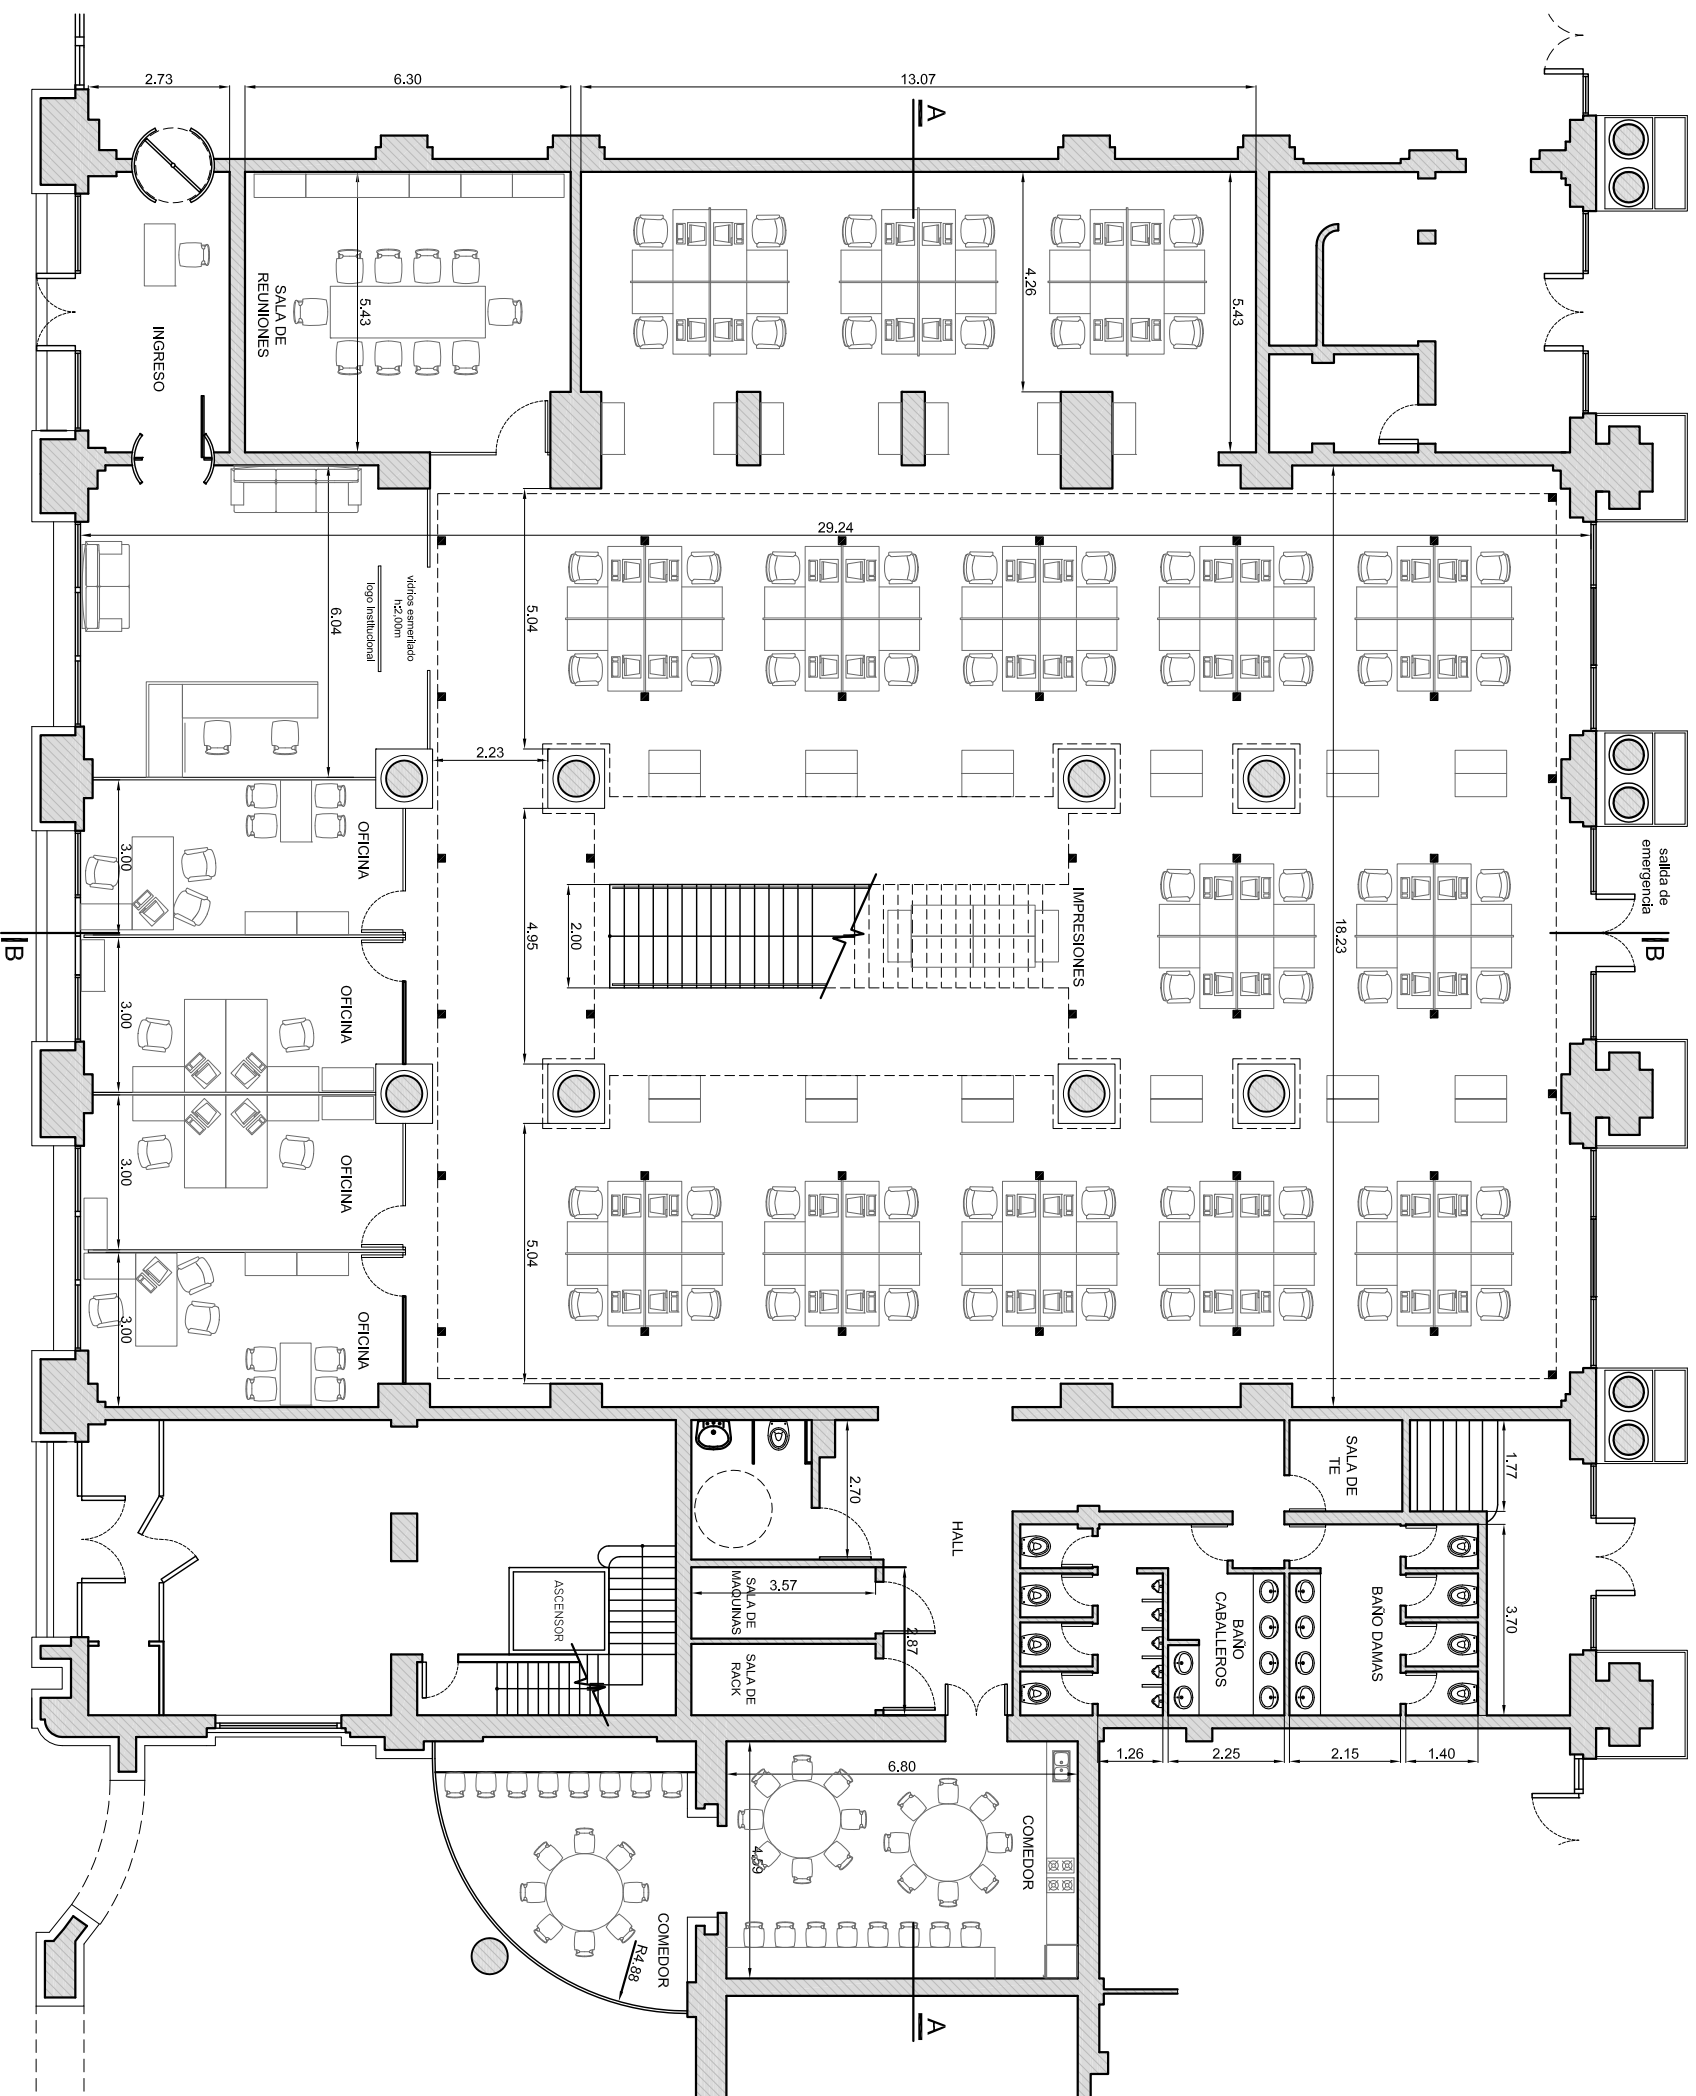 2.73
6.30
13.07
A
4.26
5.43
5.43
SALA DE
REUNIONES
INGRESO
29.24
vidrios esmerilado
h:2,00m
logo Institucional
6.04
5.04
2.23
18.23
salida de
emergencia
OFICINA
3.00
4.95
2.00
IMPRESIONES
B
B
OFICINA
3.00
OFICINA
3.00
5.04
OFICINA
3.00
SALA DE
TE
1.77
2.70
HALL
3.57
SALA DE
MAQUINAS
ASCENSOR
2.87
SALA DE
RACK
BAÑO
CABALLEROS
BAÑO DAMAS
3.70
1.26
2.25
2.15
1.40
6.80
COMEDOR
4.59
COMEDOR
R4.88
A